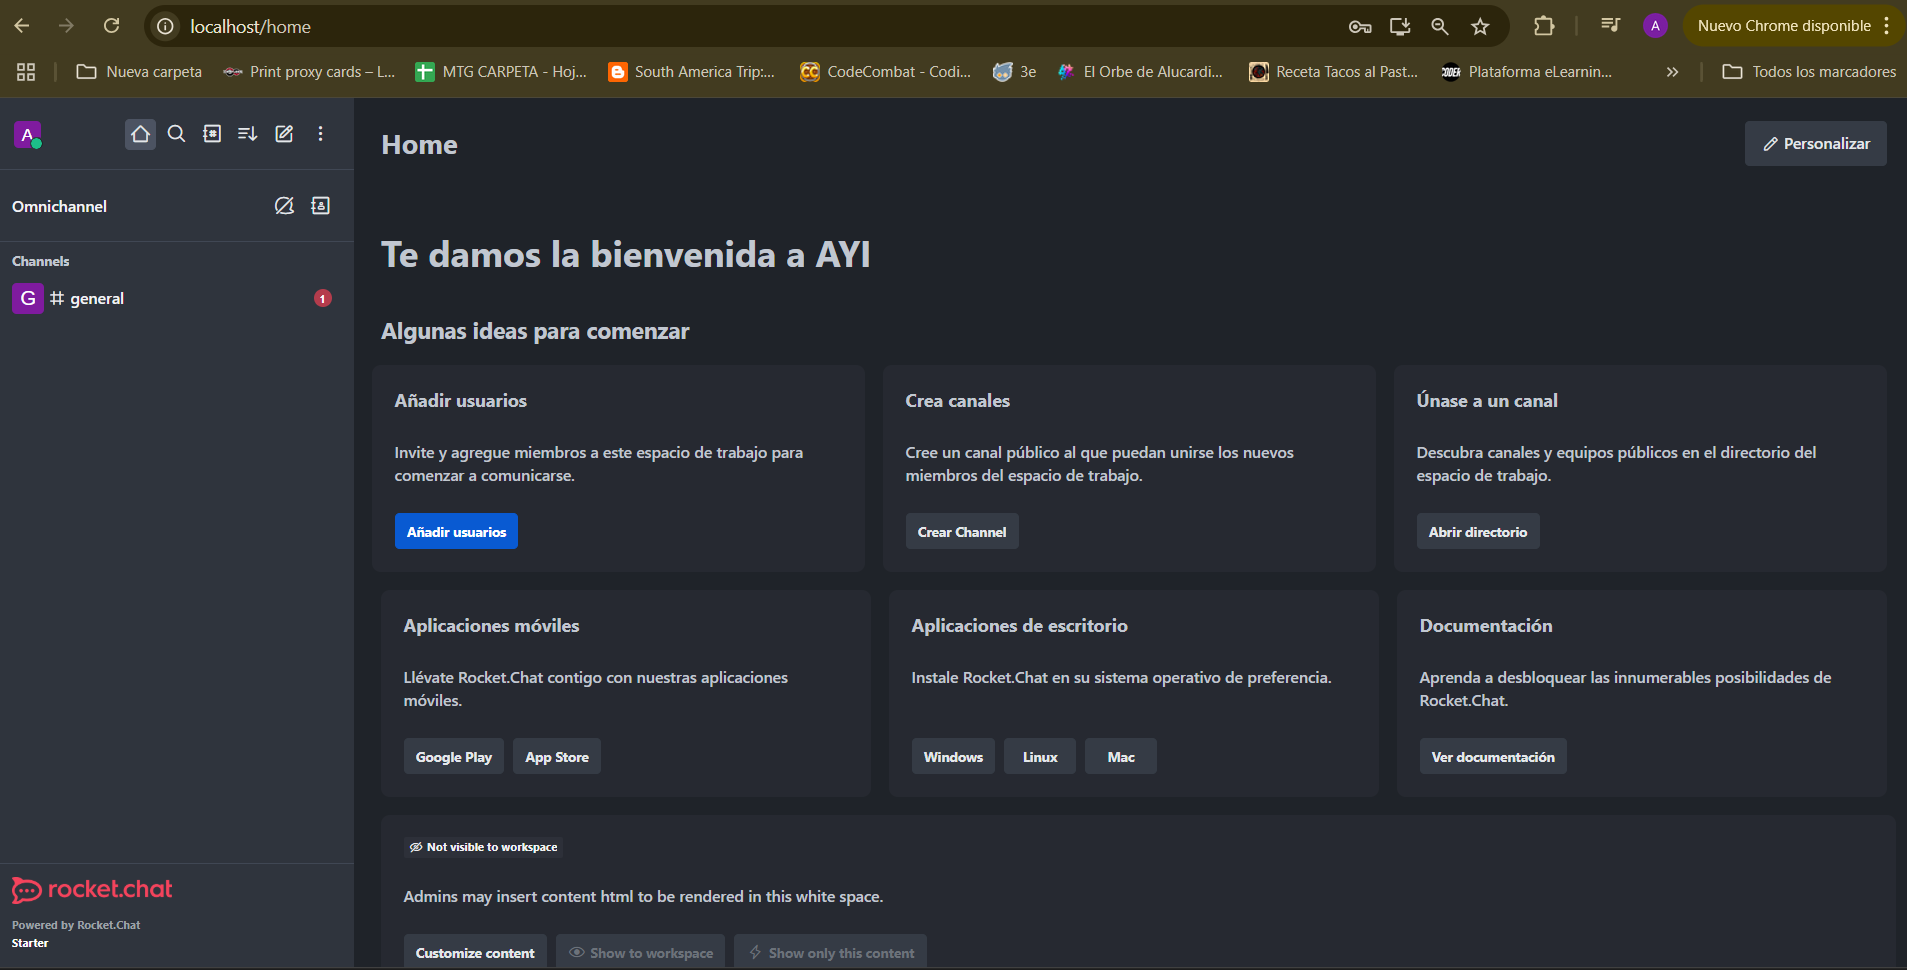 localhost/home
A
Nuevo Chrome disponible
Nueva carpeta
Print proxy cards – L...
MTG CARPETA - Hoj...
South America Trip:...
CodeCombat - Codi...
3e
El Orbe de Alucardi...
Receta Tacos al Past...
Plataforma eLearnin...
»
Todos los marcadores
A
Omnichannel
Channels
G
# general
1
rocket.chat
Powered by Rocket.Chat
Starter
Home
Personalizar
Te damos la bienvenida a AYI
Algunas ideas para comenzar
Añadir usuarios
Invite y agregue miembros a este espacio de trabajo para
comenzar a comunicarse.
Añadir usuarios
Crea canales
Cree un canal público al que puedan unirse los nuevos
miembros del espacio de trabajo.
Crear Channel
Únase a un canal
Descubra canales y equipos públicos en el directorio del
espacio de trabajo.
Abrir directorio
Aplicaciones móviles
Llévate Rocket.Chat contigo con nuestras aplicaciones
móviles.
Google Play
App Store
Aplicaciones de escritorio
Instale Rocket.Chat en su sistema operativo de preferencia.
Windows
Linux
Mac
Documentación
Aprenda a desbloquear las innumerables posibilidades de
Rocket.Chat.
Ver documentación
Not visible to workspace
Admins may insert content html to be rendered in this white space.
Customize content
Show to workspace
Show only this content